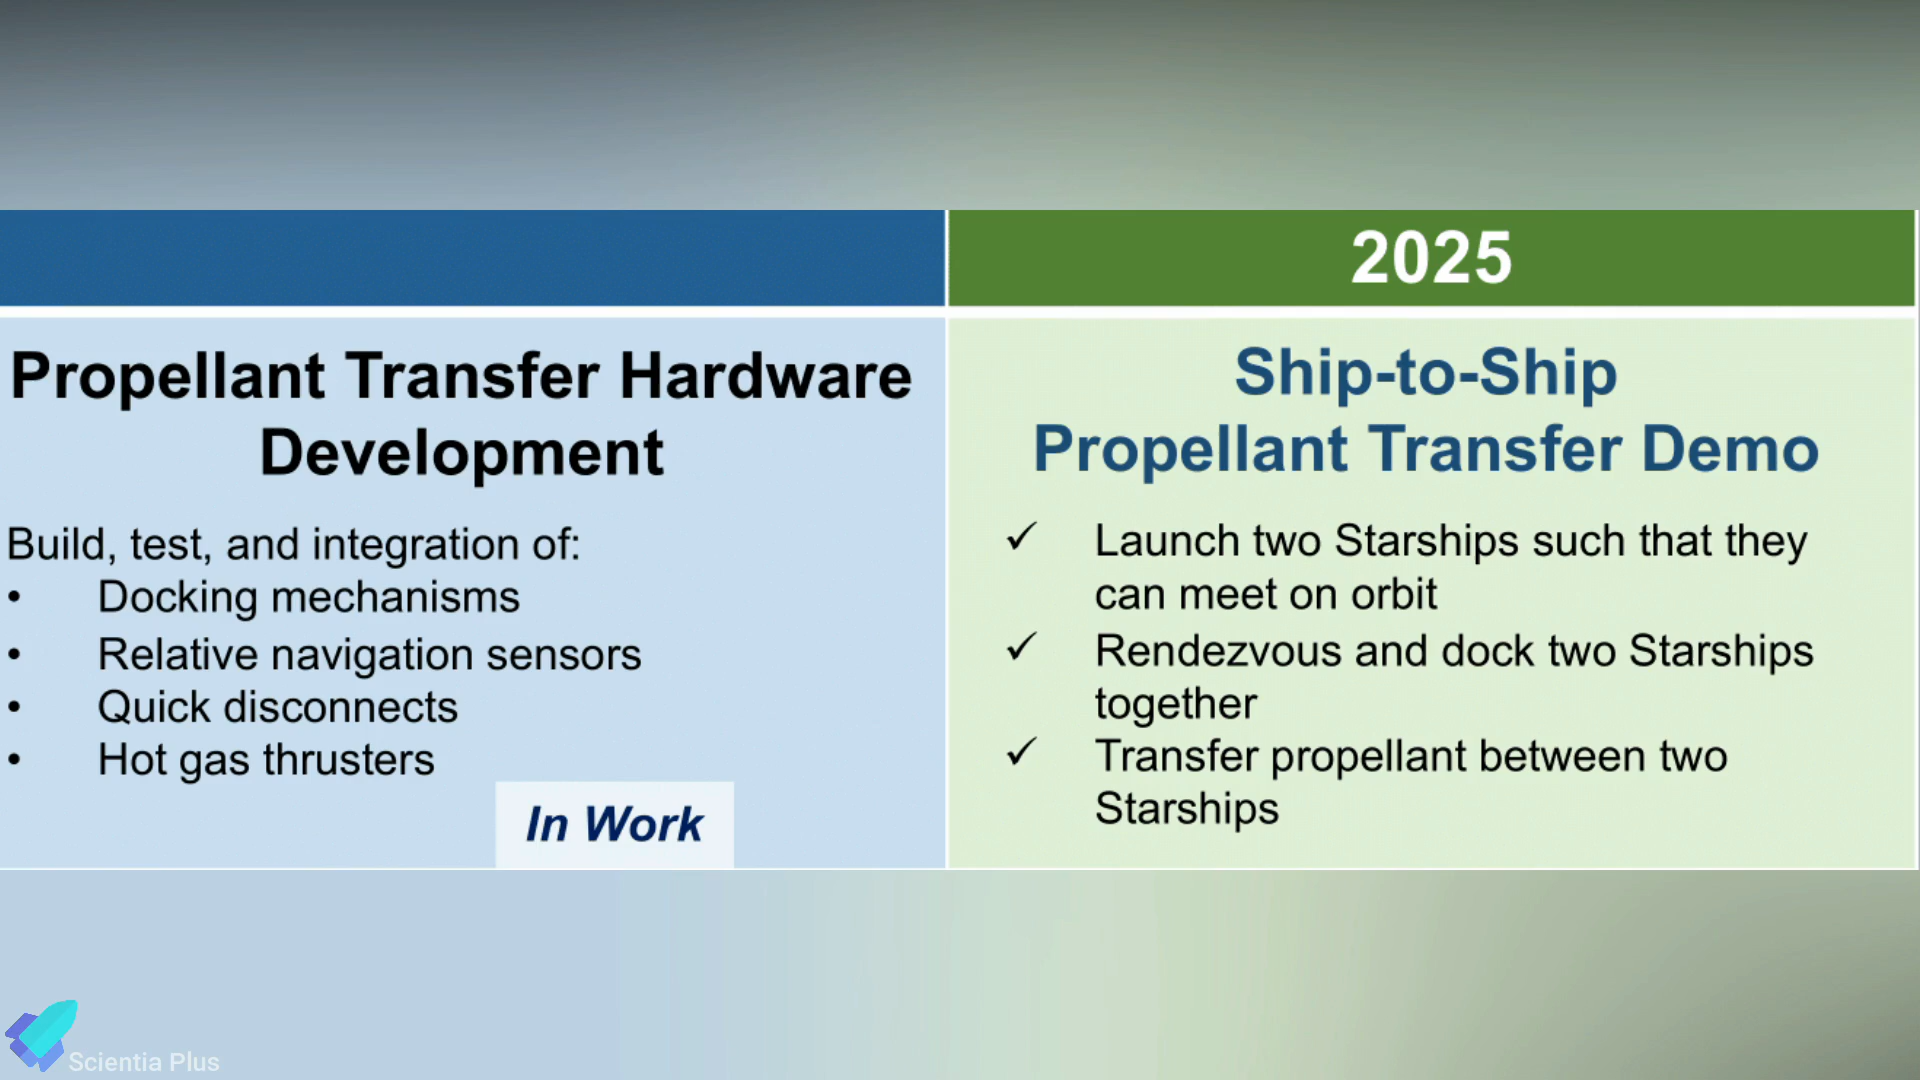 Propellant Transfer Hardware
Development
Build, test, and integration of:
• Docking mechanisms
• Relative navigation sensors
• Quick disconnects
• Hot gas thrusters
In Work
2025
Ship-to-Ship
Propellant Transfer Demo
✓ Launch two Starships such that they
can meet on orbit
✓ Rendezvous and dock two Starships
together
✓ Transfer propellant between two
Starships
Scientia Plus